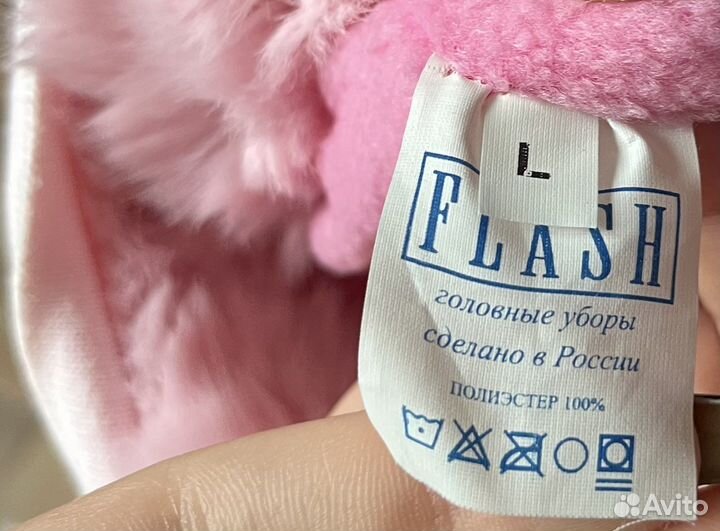 L
FLASH
головные уборы
сделано в России
ПОЛИЭСТЕР 100%
Avito